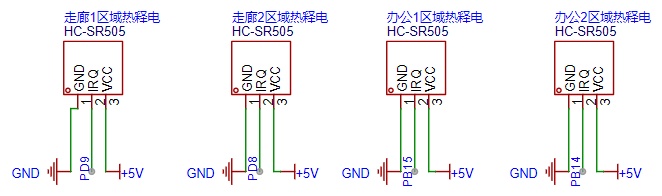 走廊1区域热释电
HC-SR505
GND
IRQ
VCC
1
2
3
GND
PD9
+5V
走廊2区域热释电
HC-SR505
GND
IRQ
VCC
1
2
3
GND
PD8
+5V
办公1区域热释电
HC-SR505
GND
IRQ
VCC
1
2
3
GND
PB15
+5V
办公2区域热释电
HC-SR505
GND
IRQ
VCC
1
2
3
GND
PB14
+5V